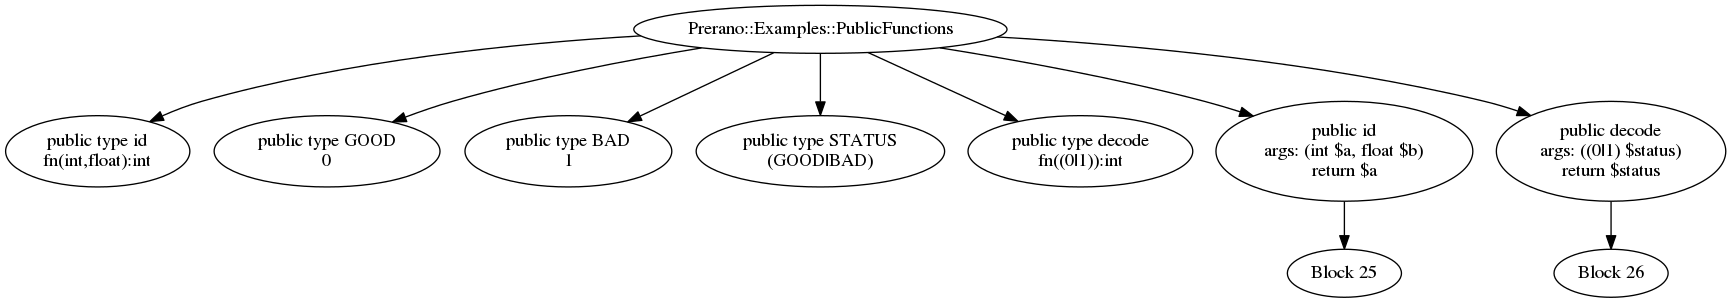 Prerano::Examples::PublicFunctions
public type id
fn(int,float):int
public type GOOD
0
public type BAD
1
public type STATUS
(GOOD|BAD)
public type decode
fn((0|1)):int
public id
args: (int $a, float $b)
return $a
public decode
args: ((0|1) $status)
return $status
Block 25
Block 26